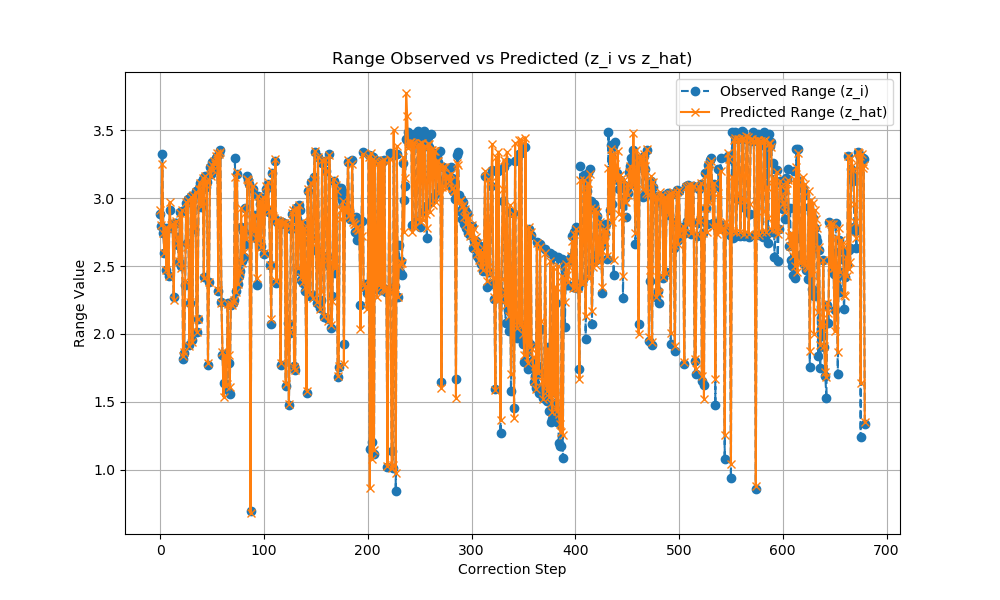 Range Observed vs Predicted (z_i vs z_hat)
Observed Range (z_i)
Predicted Range (z_hat)
Range Value
3.5
3.0
2.5
2.0
1.5
1.0
0
100
200
300
400
500
600
700
Correction Step